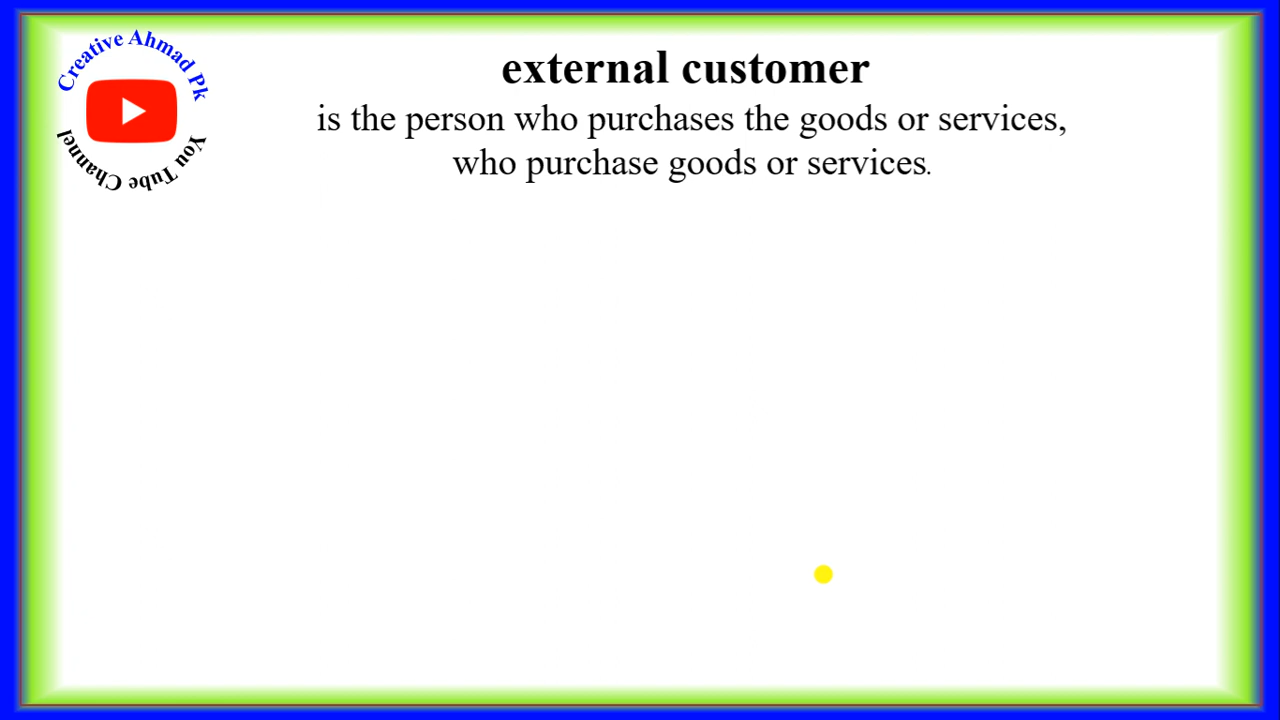 Creative Ahmad Pk
You Tube Channel
external customer
is the person who purchases the goods or services,
who purchase goods or services.